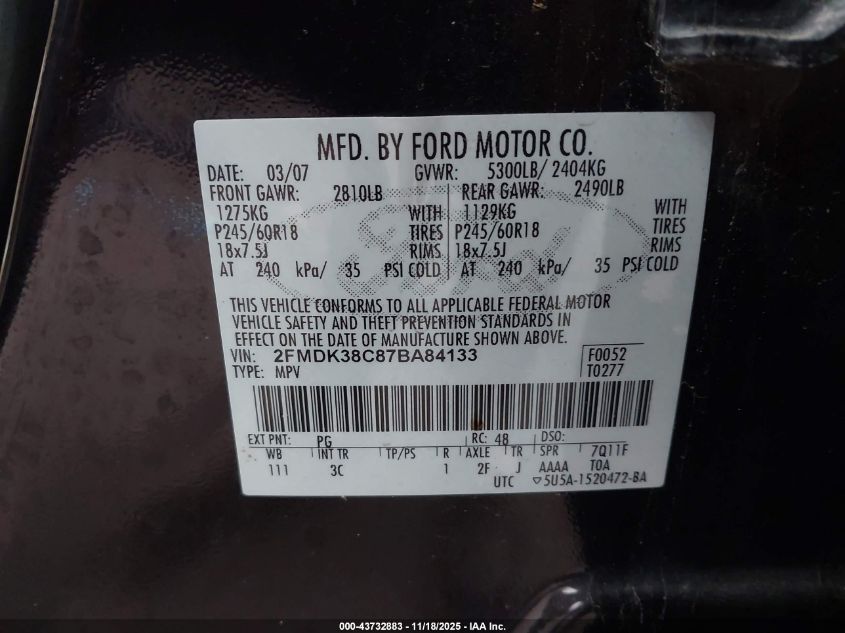 MFD. BY FORD MOTOR CO.
DATE: 03/07 GVWR: 5300LB/ 2404KG
FRONT GAWR: 2810LB REAR GAWR: 2490LB
1275KG WITH 1129KG WITH
P245/60R18 TIRES P245/60R18 TIRES
18x7.5J RIMS 18x7.5J RIMS
AT 240 kPa/ 35 PSI COLD AT 240 kPa/ 35 PSI COLD
Ford
THIS VEHICLE CONFORMS TO ALL APPLICABLE FEDERAL MOTOR
VEHICLE SAFETY AND THEFT PREVENTION STANDARDS IN
EFFECT ON THE DATE OF MANUFACTURE SHOWN ABOVE.
VIN: 2FMDK38C87BA84133 F0052
TYPE: MPV T0277
EXT PNT: PG RC: 48 DSO:
WB INT TR TP/PS R AXLE TR SPR 7Q11F
111 3C 1 2F J AAAA TOA
UTC ▽5U5A-1520472-BA
000-43732883 - 11/18/2025 - IAA Inc.